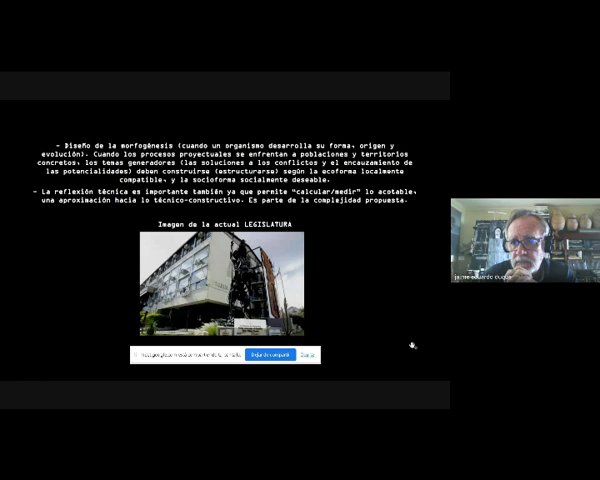 - Diseño de la morfogénesis (cuando un organismo desarrolla su forma, origen y
evolución). Cuando los procesos proyectuales se enfrentan a poblaciones y territorios
concretos, los temas generadores (las soluciones a los conflictos y el encauzamiento de
las potencialidades) deben construirse (estructurarse) según la ecoforma localmente
compatible, y la socioforma socialmente deseable.
- La reflexión técnica es importante también ya que permite "calcular/medir" lo acotable,
una aproximación hacia lo técnico-constructivo. Es parte de la complejidad propuesta.
Imagen de la actual LEGISLATURA
jaime eduardo duque
Dejar de compartir